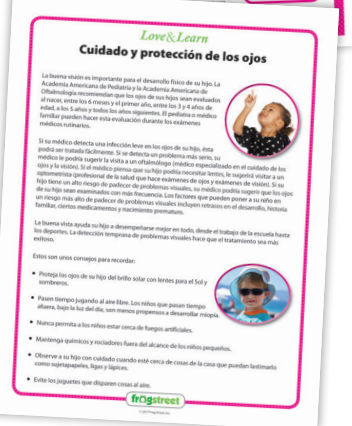 Love&Learn
Cuidado y protección de los ojos
La buena visión es importante para el desarrollo físico de su hijo. La
Academia Americana de Pediatría y la Academia Americana de
Oftalmología recomiendan que los ojos de sus hijos sean evaluados
al nacer, entre los 6 meses y el primer año, entre los 3 y 4 años de
edad, a los 5 años y todos los años siguientes. El pediatra o médico
familiar pueden hacer esta evaluación durante los exámenes
médicos rutinarios.
Si su médico detecta una infección leve en los ojos de su hijo, ésta
podrá ser tratada fácilmente. Si se detecta un problema más serio, su
médico le podría sugerir la visita a un oftalmólogo (médico especializado en el cuidado de los
ojos y la visión). Si el médico piensa que su hijo podría necesitar lentes, le sugerirá visitar a un
optometrista (profesional de la salud que hace exámenes de ojos y exámenes de visión). Si su
hijo tiene un alto riesgo de padecer de problemas visuales, su médico podría sugerir que los ojos
de su hijo sean examinados con más frecuencia. Los factores que pueden poner a su niño en
un riesgo más alto de padecer de problemas visuales incluyen retrasos en el desarrollo, historia
familiar, ciertos medicamentos y nacimiento prematuro.
La buena vista ayuda su hijo a desempeñarse mejor en todo, desde el trabajo de la escuela hasta
los deportes. La detección temprana de problemas visuales hace que el tratamiento sea más
exitoso.
Estos son unos consejos para recordar:
• Proteja los ojos de su hijo del brillo solar con lentes para el Sol y
sombreros.
• Pasen tiempo jugando al aire libre. Los niños que pasan tiempo
afuera, bajo la luz del día, son menos propensos a desarrollar miopía.
• Nunca permita a los niños estar cerca de fuegos artificiales.
• Mantenga químicos y rociadores fuera del alcance de los niños pequeños.
• Observe a su hijo con cuidado cuando esté cerca de cosas de la casa que puedan lastimarlo
como sujetapapeles, ligas y lápices.
• Evite los juguetes que disparen cosas al aire.
frogstreet